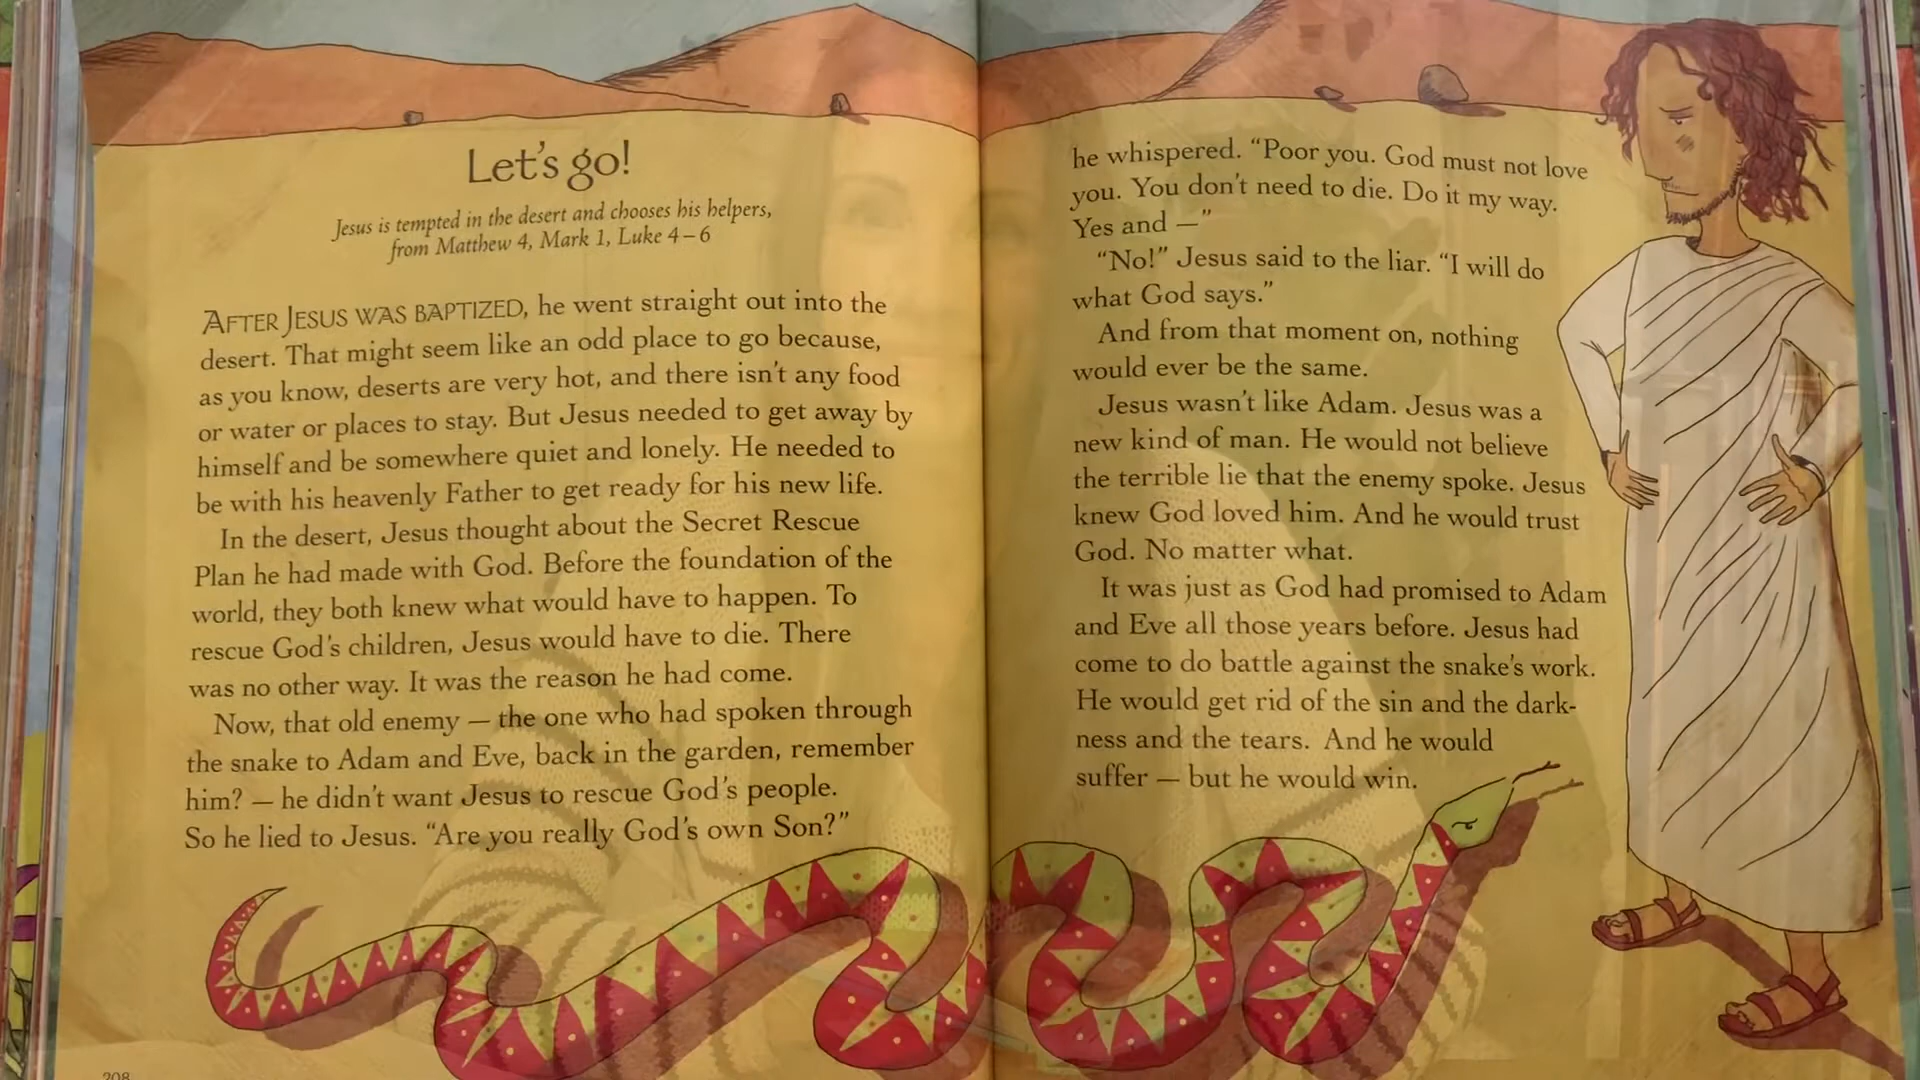 Let's go!
Jesus is tempted in the desert and chooses his helpers,
from Matthew 4, Mark 1, Luke 4 – 6
AFTER JESUS WAS BAPTIZED, he went straight out into the
desert. That might seem like an odd place to go because,
as you know, deserts are very hot, and there isn't any food
or water or places to stay. But Jesus needed to get away by
himself and be somewhere quiet and lonely. He needed to
be with his heavenly Father to get ready for his new life.
In the desert, Jesus thought about the Secret Rescue
Plan he had made with God. Before the foundation of the
world, they both knew what would have to happen. To
rescue God's children, Jesus would have to die. There
was no other way. It was the reason he had come.
Now, that old enemy — the one who had spoken through
the snake to Adam and Eve, back in the garden, remember
him? — he didn't want Jesus to rescue God's people.
So he lied to Jesus. “Are you really God's own Son?”
208
he whispered. “Poor you. God must not love
you. You don't need to die. Do it my way.
Yes and —”
“No!” Jesus said to the liar. “I will do
what God says.”
And from that moment on, nothing
would ever be the same.
Jesus wasn't like Adam. Jesus was a
new kind of man. He would not believe
the terrible lie that the enemy spoke. Jesus
knew God loved him. And he would trust
God. No matter what.
It was just as God had promised to Adam
and Eve all those years before. Jesus had
come to do battle against the snake's work.
He would get rid of the sin and the dark-
ness and the tears. And he would
suffer — but he would win.